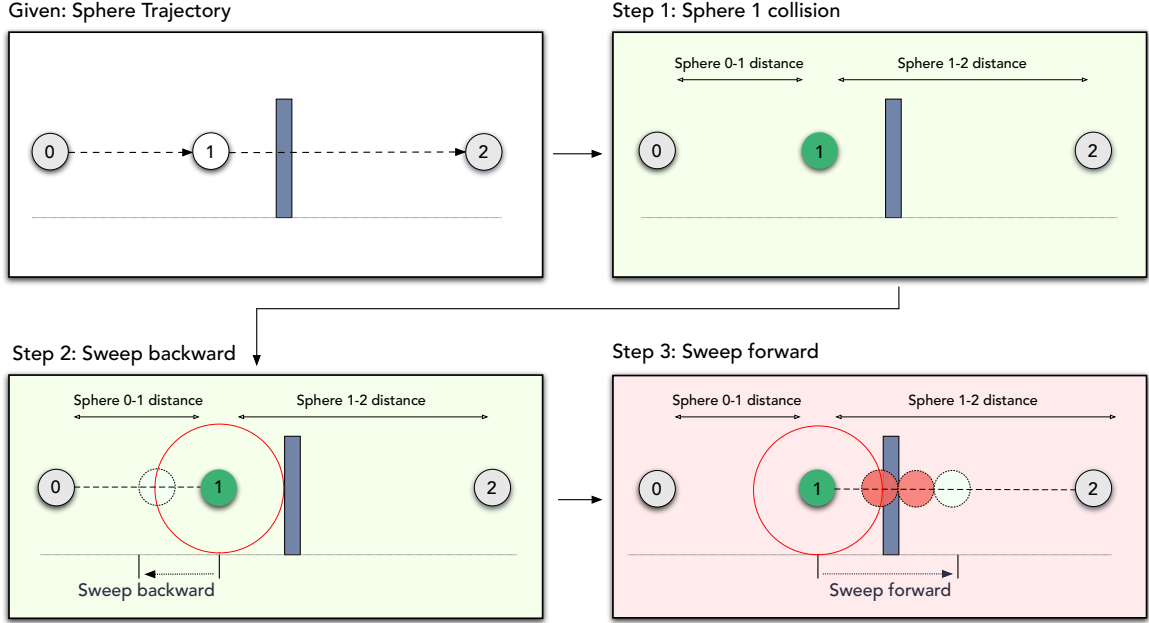 Given: Sphere Trajectory
0
1
2
Step 1: Sphere 1 collision
Sphere 0-1 distance
Sphere 1-2 distance
0
1
2
Step 2: Sweep backward
Sphere 0-1 distance
Sphere 1-2 distance
0
1
2
Sweep backward
Step 3: Sweep forward
Sphere 0-1 distance
Sphere 1-2 distance
0
1
2
Sweep forward